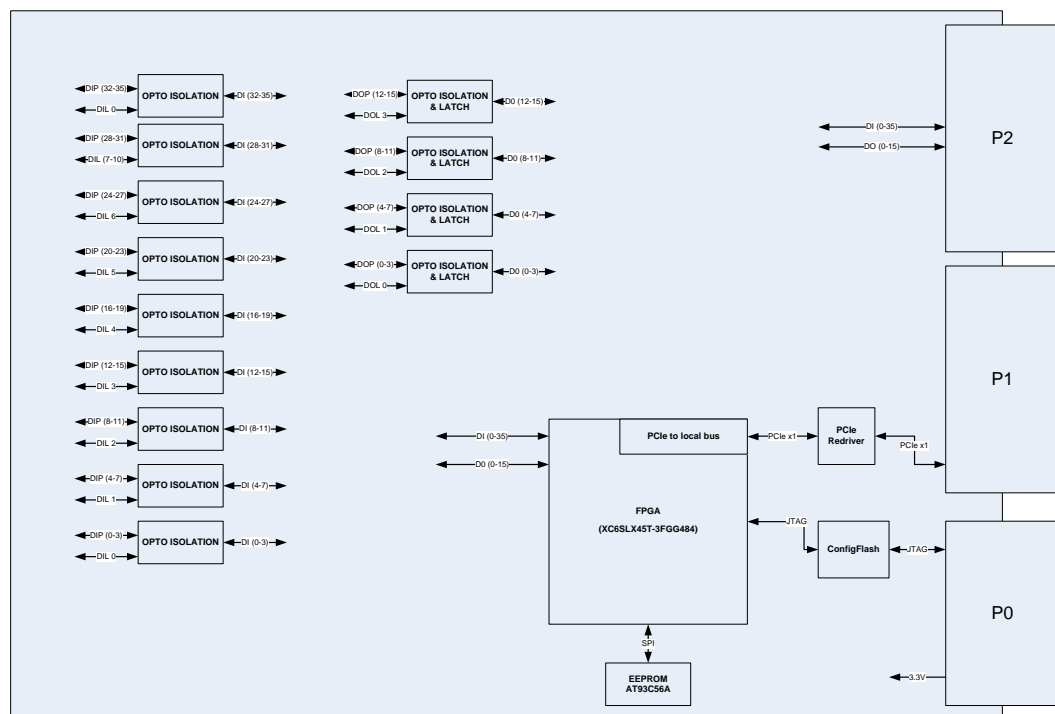 DIP (32-35)
DIL 0
OPTO ISOLATION
DI (32-35)
DIP (28-31)
DIL (7-10)
OPTO ISOLATION
DI (28-31)
DIP (24-27)
DIL 6
OPTO ISOLATION
DI (24-27)
DIP (20-23)
DIL 5
OPTO ISOLATION
DI (20-23)
DIP (16-19)
DIL 4
OPTO ISOLATION
DI (16-19)
DIP (12-15)
DIL 3
OPTO ISOLATION
DI (12-15)
DIP (8-11)
DIL 2
OPTO ISOLATION
DI (8-11)
DIP (4-7)
DIL 1
OPTO ISOLATION
DI (4-7)
DIP (0-3)
DIL 0
OPTO ISOLATION
DI (0-3)
DOP (12-15)
DOL 3
OPTO ISOLATION
& LATCH
D0 (12-15)
DOP (8-11)
DOL 2
OPTO ISOLATION
& LATCH
D0 (8-11)
DOP (4-7)
DOL 1
OPTO ISOLATION
& LATCH
D0 (4-7)
DOP (0-3)
DOL 0
OPTO ISOLATION
& LATCH
D0 (0-3)
DI (0-35)
DO (0-15)
P2
P1
DI (0-35)
D0 (0-15)
PCIe to local bus
FPGA
(XC6SLX45T-3FGG484)
PCIe x1
PCIe
Redriver
PCIe x1
JTAG
ConfigFlash
JTAG
P0
SPI
EEPROM
AT93C56A
3.3V